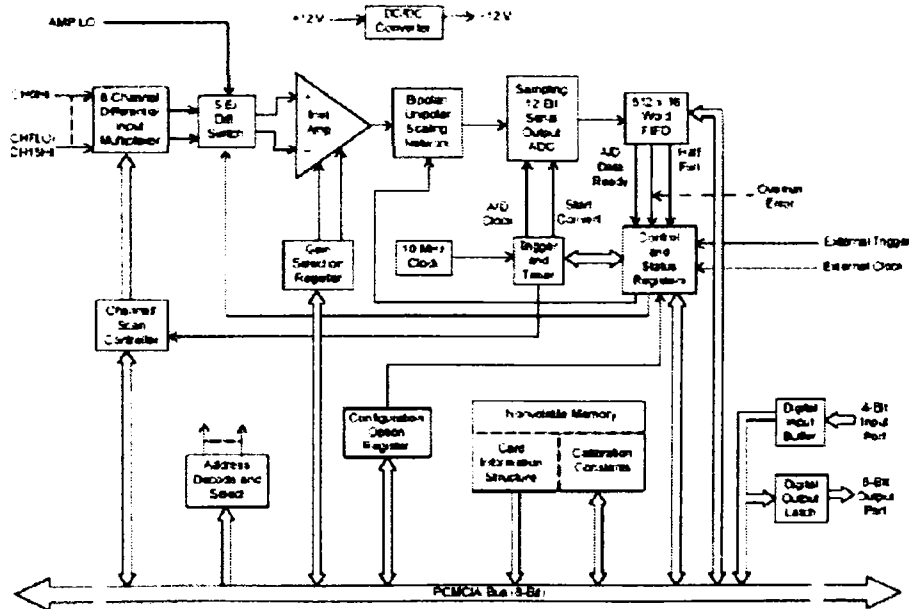 AMP LO
+12 V
DC/DC
Converter
-12 V
8 Channel
Differential
Input
Multiplexer
S.E./
Diff
Switch
Inst
Amp
+
−
Bipolar/
Unipolar
Scaling
Network
Sampling
12 Bit
Serial
Output
ADC
512 x 16
Word
FIFO
CH7LO/
CH15HI
A/D
Data
Ready
Half
Full
Overrun
Error
A/D
Clock
Start
Convert
10 MHz
Clock
Trigger
and
Timer
Control
and
Status
Registers
External Trigger
External Clock
Gain
Selection
Register
Channel/
Scan
Controller
Configuration
Option
Register
Nonvolatile Memory
Card
Information
Structure
Calibration
Constants
Address
Decode and
Select
Digital
Input
Buffer
4-Bit
Input
Port
Digital
Output
Latch
8-Bit
Output
Port
PCMCIA Bus (8-Bit)